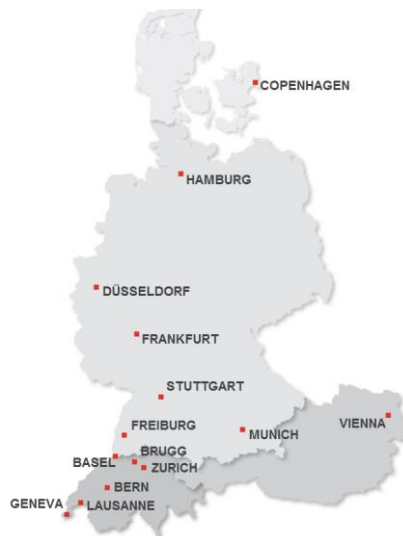 COPENHAGEN
HAMBURG
DÜSSELDORF
FRANKFURT
STUTTGART
FREIBURG
MUNICH
VIENNA
BASEL
BRUGG
ZURICH
BERN
GENEVA
LAUSANNE